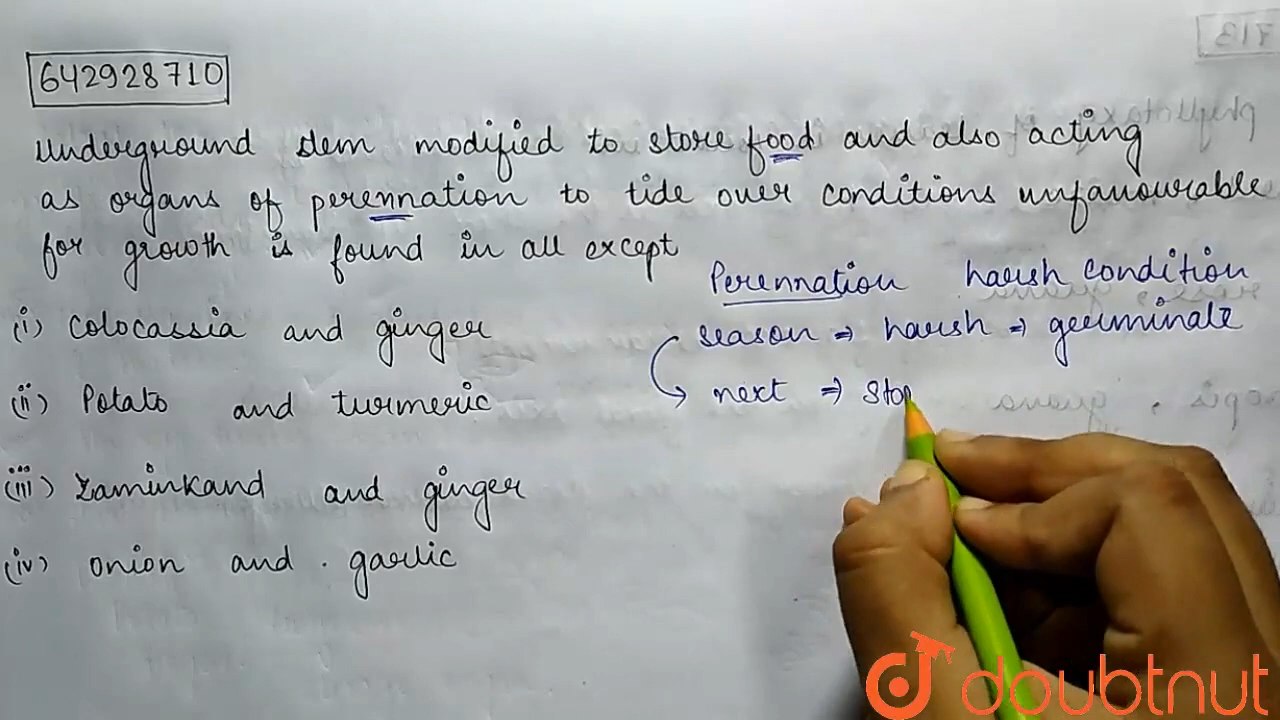 642928710
underground stem modified to store food and also acting
as organs of perennation to tide over conditions unfavourable
for growth is found in all except
Perennation harsh condition
season ⇒ harsh ⇒ germinate
next ⇒ sto
(i) Colocassia and ginger
(ii) Potato and turmeric
(iii) Zaminkand and ginger
(iv) onion and garlic
doubtnut